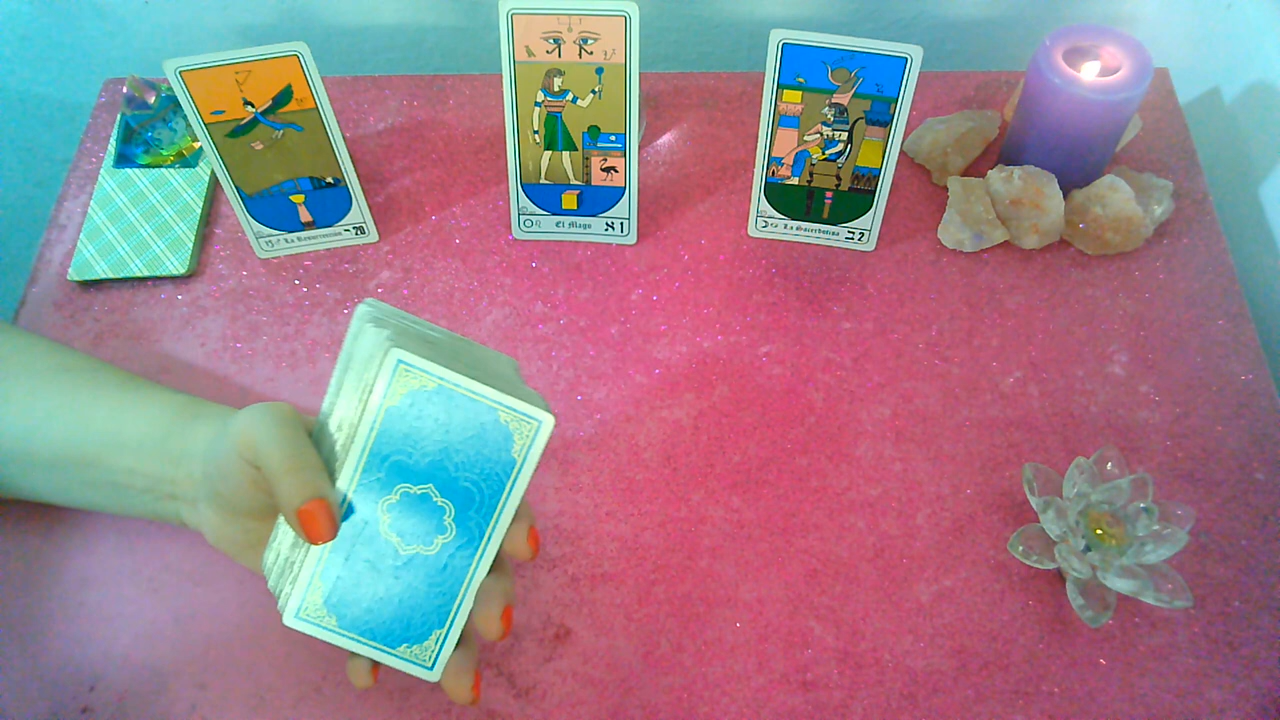 La Resurrección ר 20
El Mago א 1
La Sacerdotisa ב 2